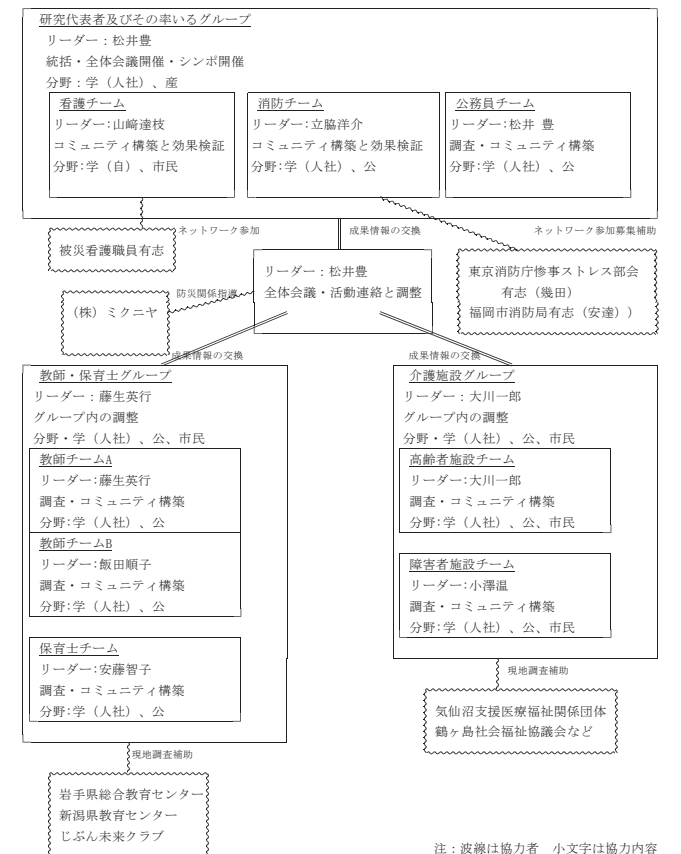 研究代表者及びその率いるグループ
リーダー：松井豊
統括・全体会議開催・シンポ開催
分野：学（人社）、産
看護チーム
リーダー:山﨑達枝
コミュニティ構築と効果検証
分野:学（自）、市民
消防チーム
リーダー:立脇洋介
コミュニティ構築と効果検証
分野:学（人社）、公
公務員チーム
リーダー:松井 豊
調査・コミュニティ構築
分野:学（人社）、公
ネットワーク参加
成果情報の交換
ネットワーク参加募集補助
被災看護職員有志
リーダー：松井豊
全体会議・活動連絡と調整
東京消防庁惨事ストレス部会
有志（幾田）
福岡市消防局有志（安達））
防災関係指導
（株）ミクニヤ
成果情報の交換
成果情報の交換
教師・保育士グループ
リーダー：藤生英行
グループ内の調整
分野・学（人社）、公、市民
教師チームA
リーダー:藤生英行
調査・コミュニティ構築
分野:学（人社）、公
教師チームB
リーダー:飯田順子
調査・コミュニティ構築
分野:学（人社）、公
保育士チーム
リーダー:安藤智子
調査・コミュニティ構築
分野:学（人社）、公
現地調査補助
岩手県総合教育センター
新潟県教育センター
じぶん未来クラブ
介護施設グループ
リーダー：大川一郎
グループ内の調整
分野・学（人社）、公、市民
高齢者施設チーム
リーダー:大川一郎
調査・コミュニティ構築
分野:学（人社）、公、市民
障害者施設チーム
リーダー:小澤温
調査・コミュニティ構築
分野:学（人社）、公、市民
現地調査補助
気仙沼支援医療福祉関係団体
鶴ヶ島社会福祉協議会など
注：波線は協力者　小文字は協力内容